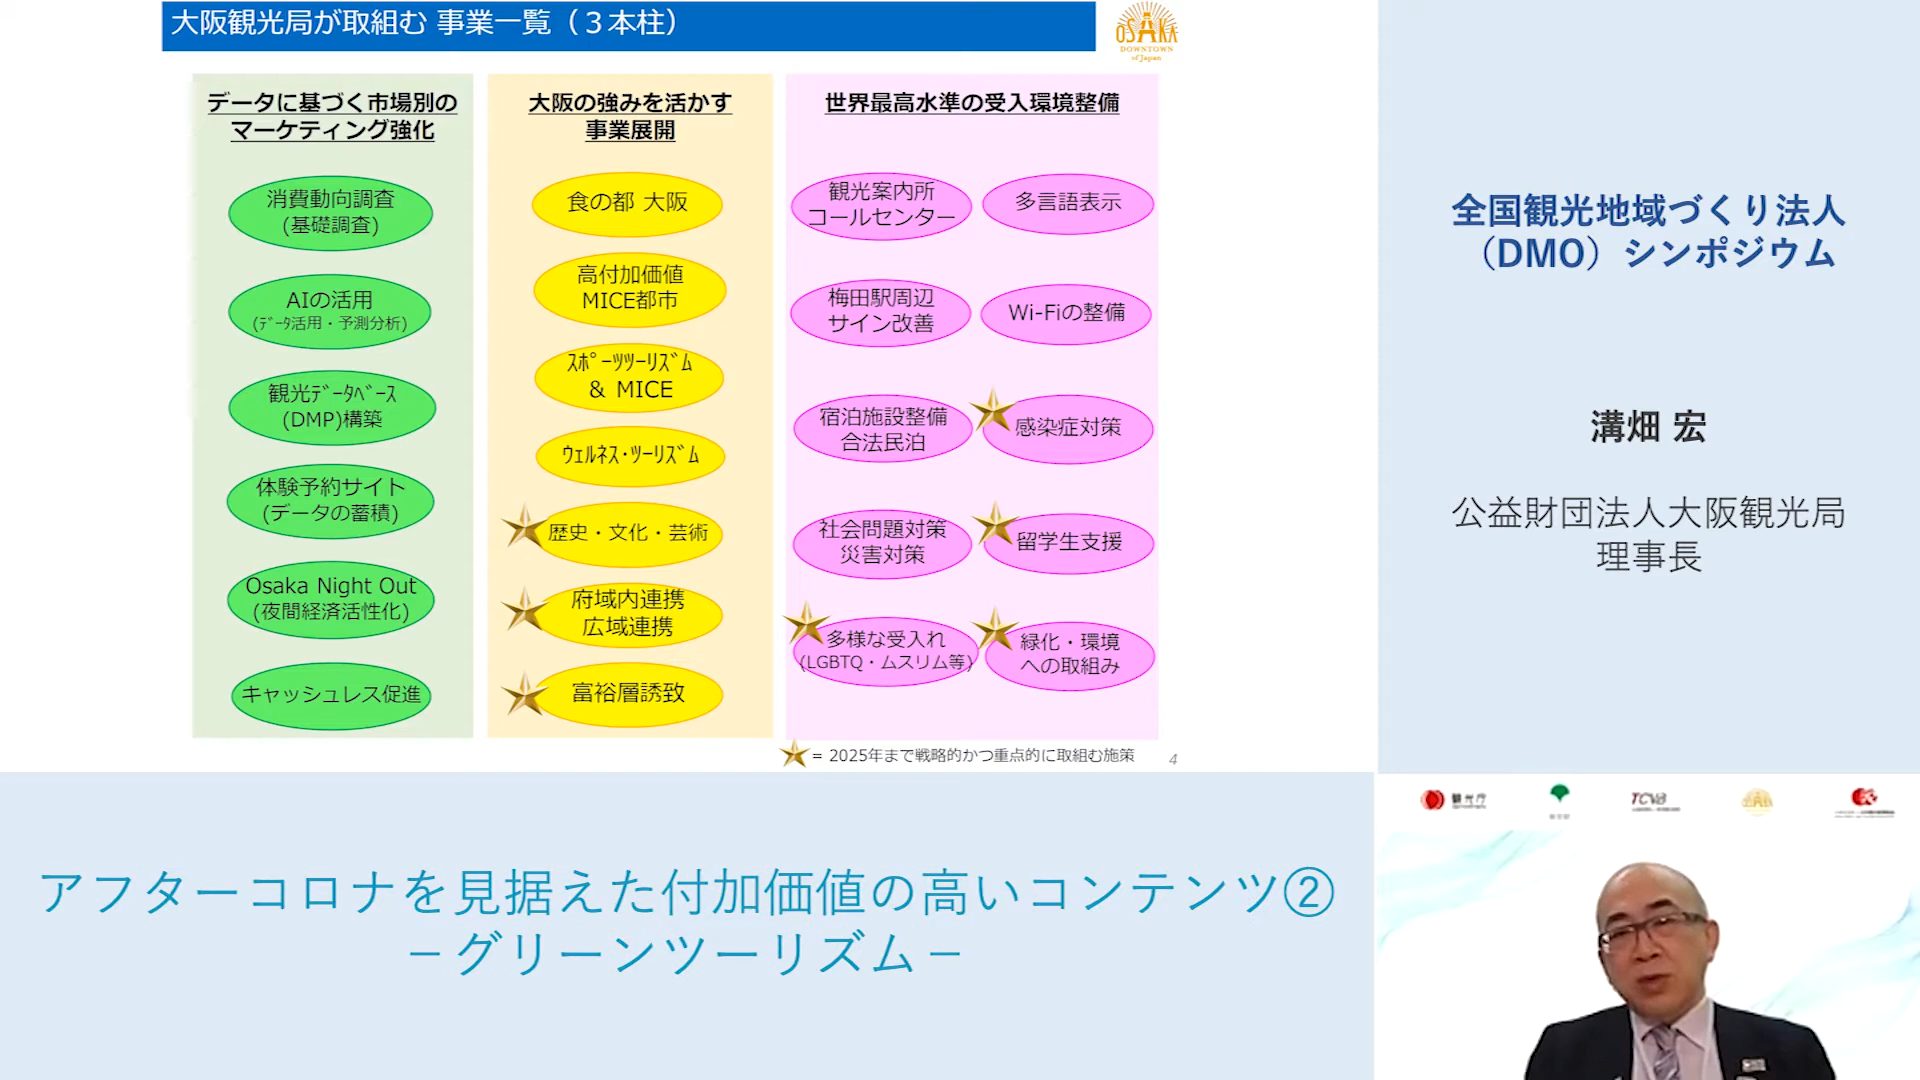 大阪観光局が取組む 事業一覧（３本柱）
OSAKA
DOWNTOWN
of Japan
データに基づく市場別の
マーケティング強化
消費動向調査
(基礎調査)
AIの活用
(ﾃﾞｰﾀ活用・予測分析)
観光ﾃﾞｰﾀﾍﾞｰｽ
(DMP)構築
体験予約サイト
(データの蓄積)
Osaka Night Out
(夜間経済活性化)
キャッシュレス促進
大阪の強みを活かす
事業展開
食の都 大阪
高付加価値
MICE都市
ｽﾎﾟｰﾂﾂｰﾘｽﾞﾑ
& MICE
ｳｪﾙﾈｽ･ﾂｰﾘｽﾞﾑ
歴史・文化・芸術
府域内連携
広域連携
富裕層誘致
世界最高水準の受入環境整備
観光案内所
コールセンター
多言語表示
梅田駅周辺
サイン改善
Wi-Fiの整備
宿泊施設整備
合法民泊
感染症対策
社会問題対策
災害対策
留学生支援
多様な受入れ
(LGBTQ・ムスリム等)
緑化・環境
への取組み
= 2025年まで戦略的かつ重点的に取組む施策
4
全国観光地域づくり法人
（DMO）シンポジウム
溝畑 宏
公益財団法人大阪観光局
理事長
観光庁
TCVB
アフターコロナを見据えた付加価値の高いコンテンツ②
－グリーンツーリズム－